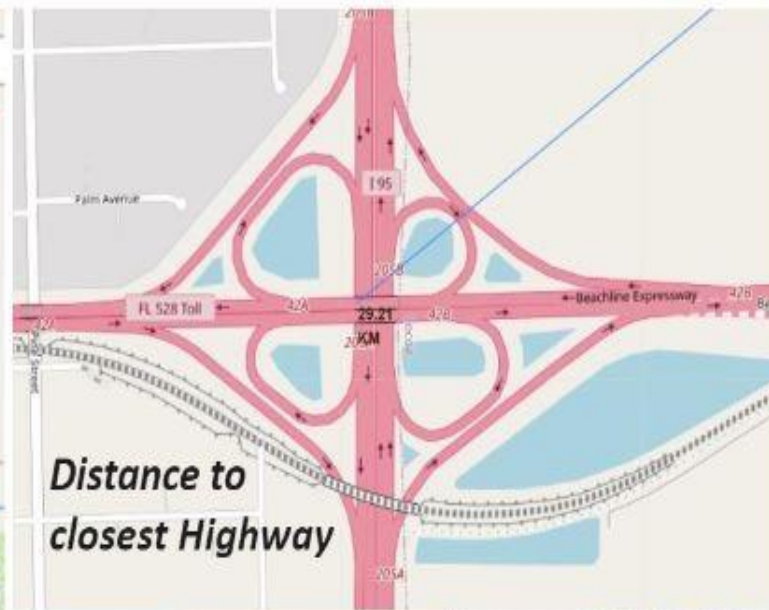 Palm Avenue
I 95
205B
FL 528 Toll
42A
42B
Beachline Expressway
42B
29.21
KM
Distance to
closest Highway
205A